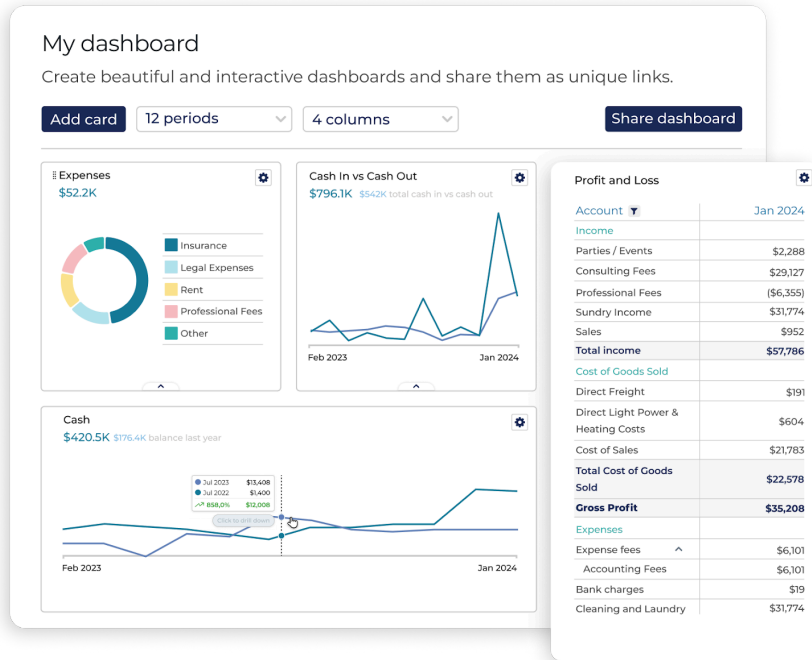 My dashboard
Create beautiful and interactive dashboards and share them as unique links.
Add card
12 periods
4 columns
Share dashboard
Expenses
$52.2K
Insurance
Legal Expenses
Rent
Professional Fees
Other
Cash In vs Cash Out
$796.1K $542K total cash in vs cash out
Feb 2023 Jan 2024
Cash
$420.5K $176.4K balance last year
Jul 2023 $13,408
Jul 2022 $1,400
858,0% $12,008
Click to drill down
Feb 2023 Jan 2024
Profit and Loss
Account Jan 2024
Income
Parties / Events $2,288
Consulting Fees $29,127
Professional Fees ($6,355)
Sundry Income $31,774
Sales $952
Total income $57,786
Cost of Goods Sold
Direct Freight $191
Direct Light Power &
Heating Costs $604
Cost of Sales $21,783
Total Cost of Goods
Sold $22,578
Gross Profit $35,208
Expenses
Expense fees $6,101
Accounting Fees $6,101
Bank charges $19
Cleaning and Laundry $31,774